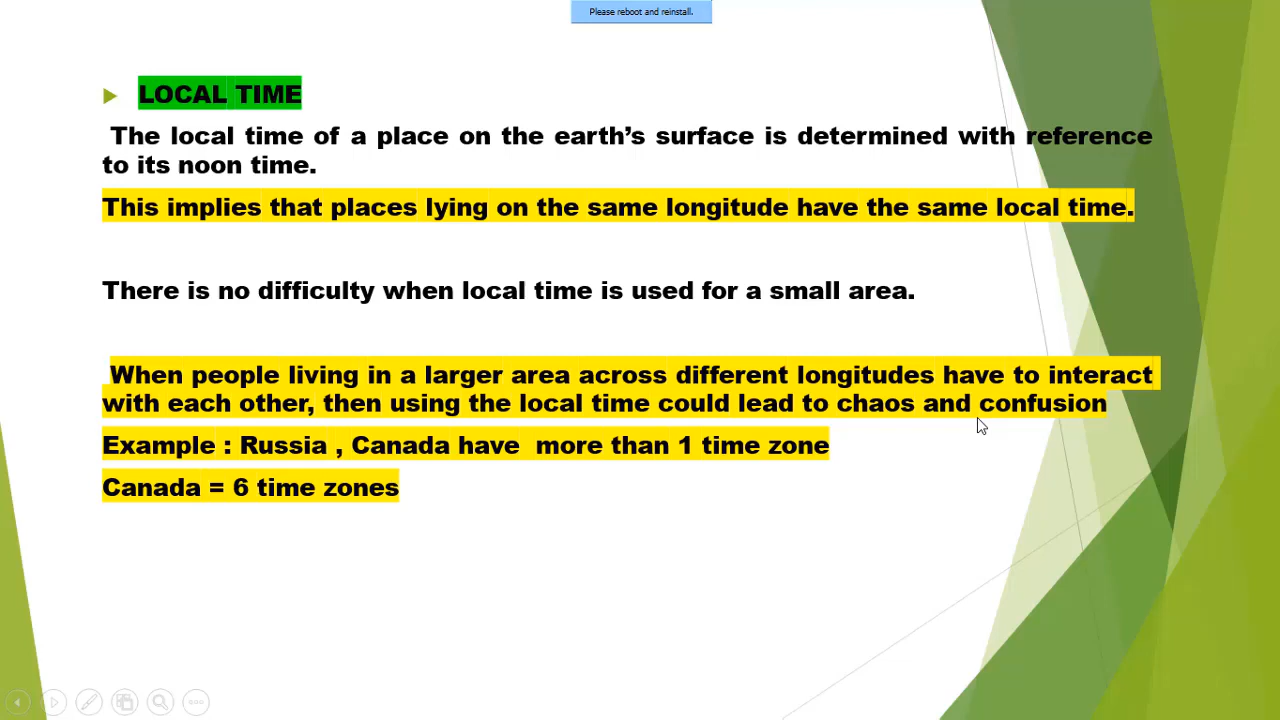 Please reboot and reinstall.
LOCAL TIME
The local time of a place on the earth’s surface is determined with reference
to its noon time.
This implies that places lying on the same longitude have the same local time.
There is no difficulty when local time is used for a small area.
When people living in a larger area across different longitudes have to interact
with each other, then using the local time could lead to chaos and confusion
Example : Russia , Canada have  more than 1 time zone
Canada = 6 time zones